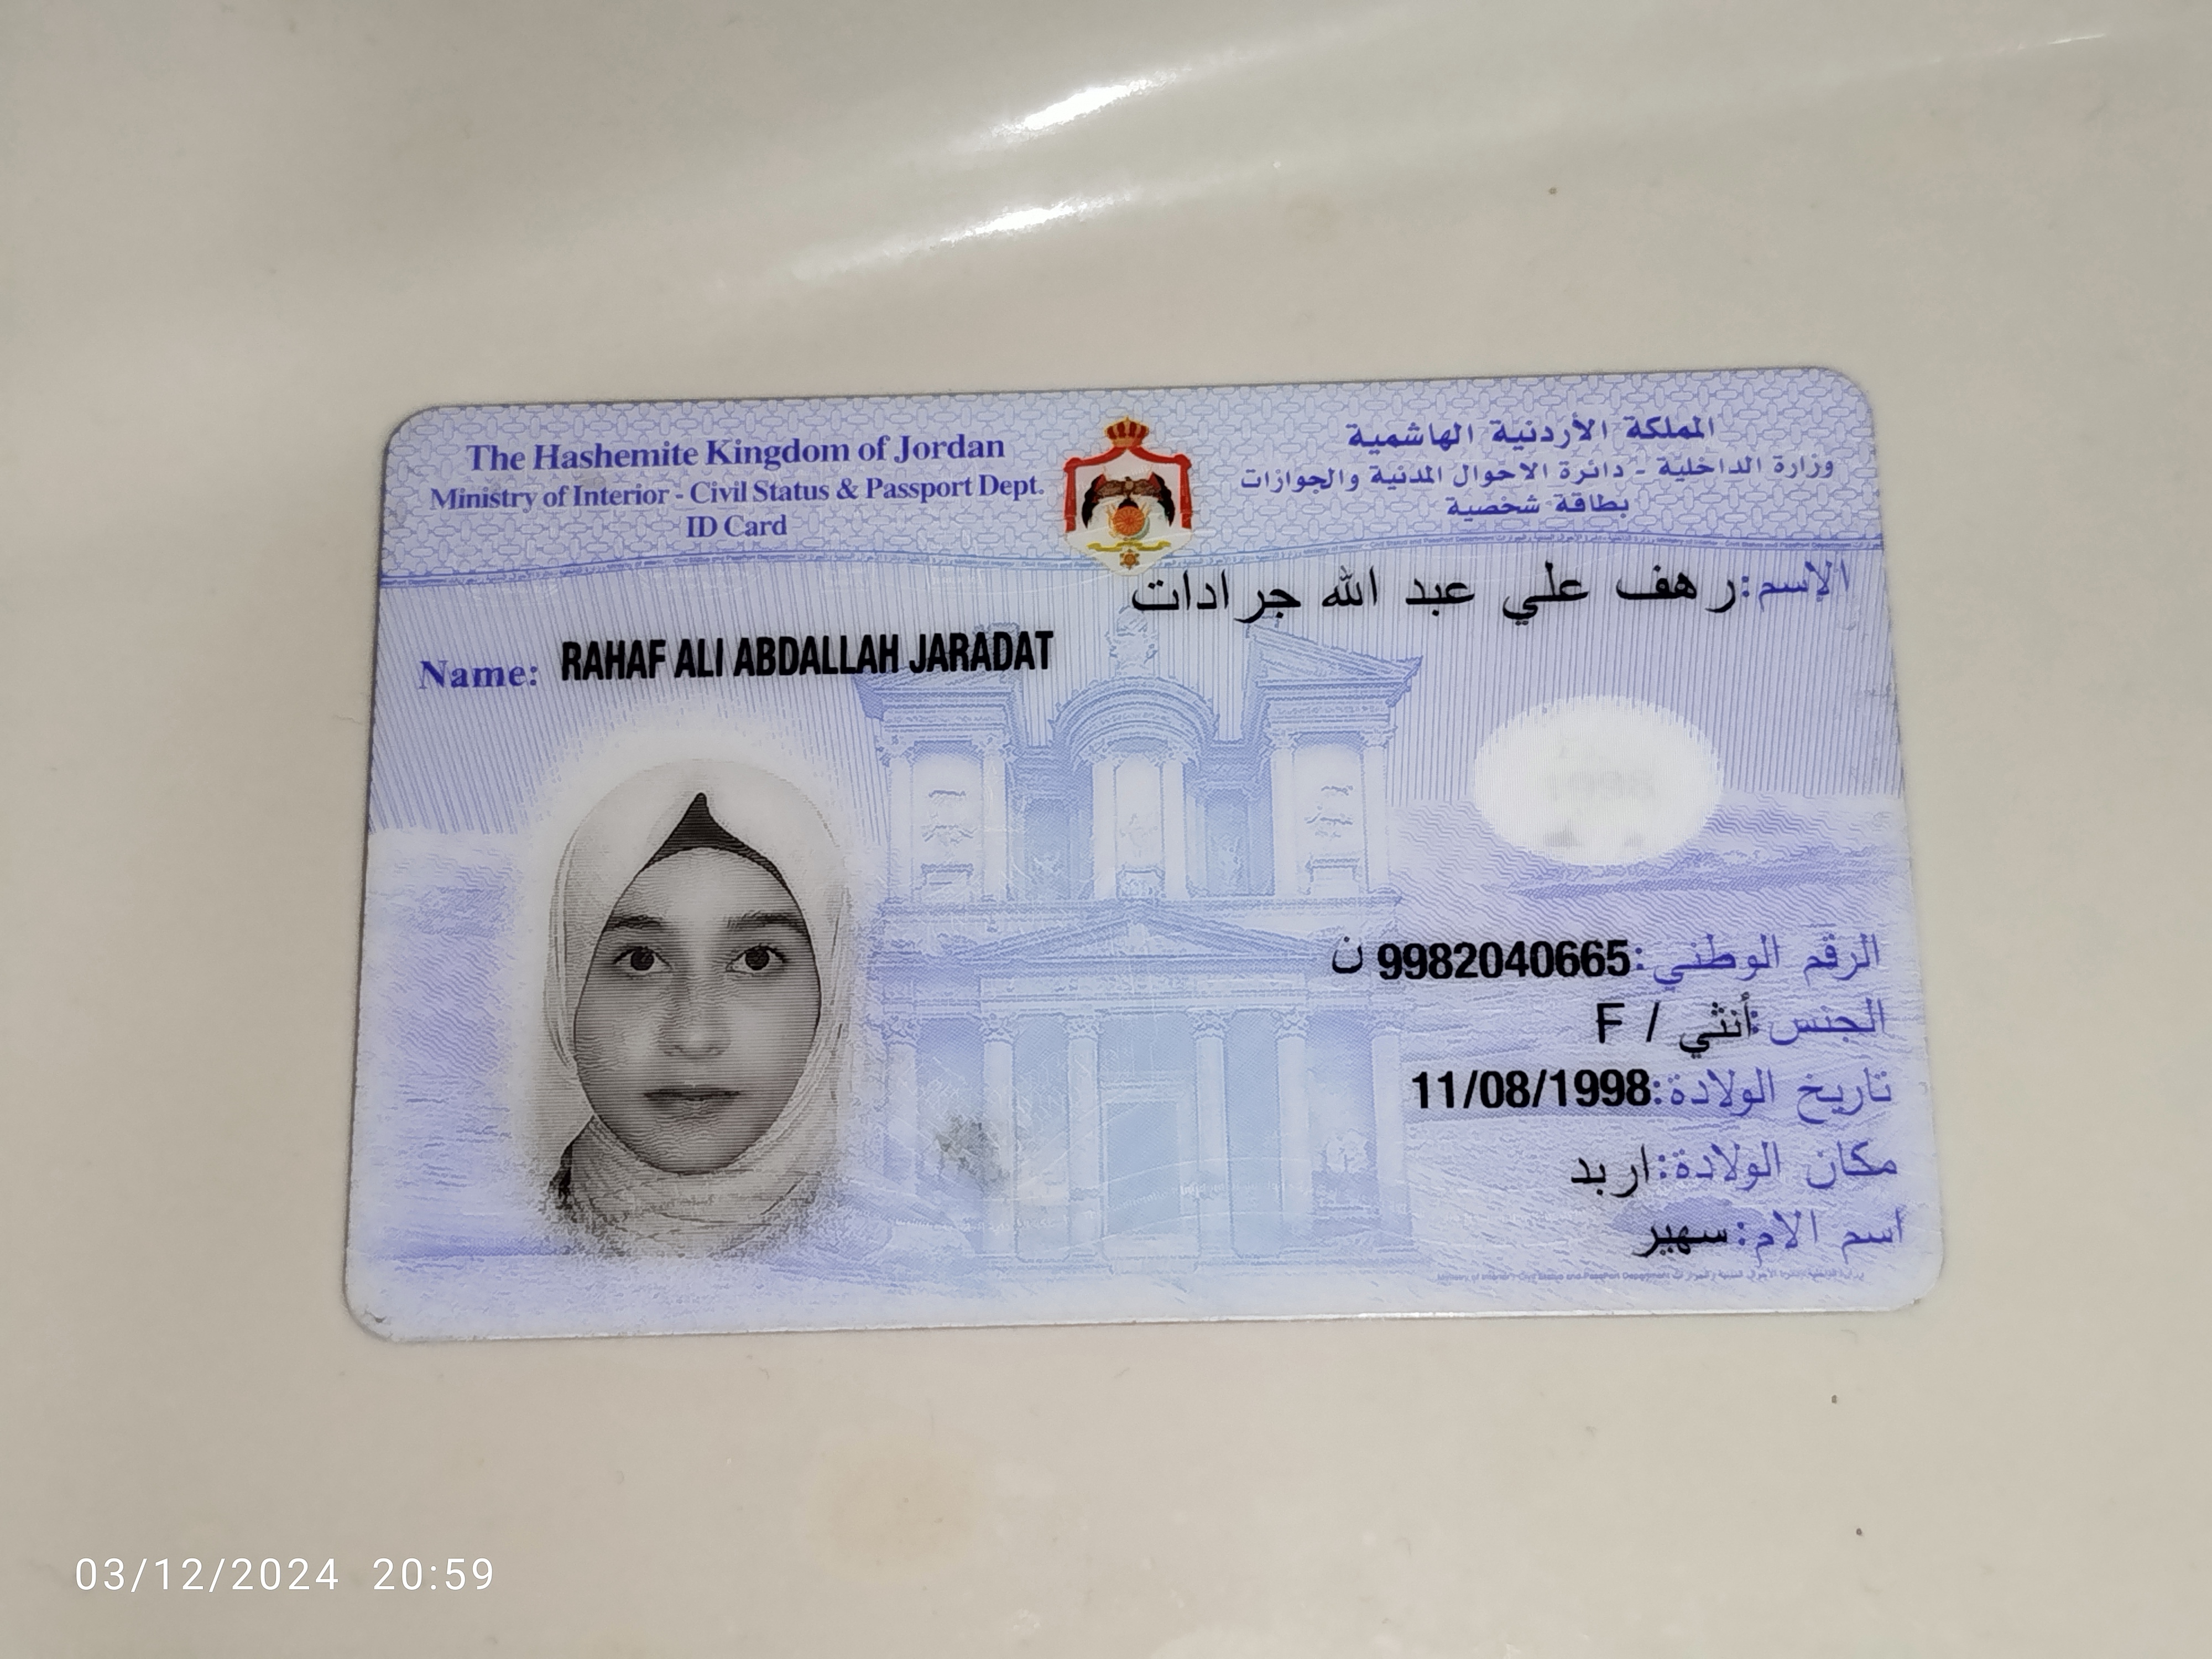 The Hashemite Kingdom of Jordan
Ministry of Interior - Civil Status & Passport Dept.
ID Card
المملكة الأردنية الهاشمية
وزارة الداخلية - دائرة الاحوال المدنية والجوازات
بطاقة شخصية
الإسم: رهف علي عبد الله جرادات
Name: RAHAF ALI ABDALLAH JARADAT
الرقم الوطني: 9982040665 ن
الجنس: أنثي / F
تاريخ الولادة: 11/08/1998
مكان الولادة: اربد
اسم الام: سهير
03/12/2024 20:59